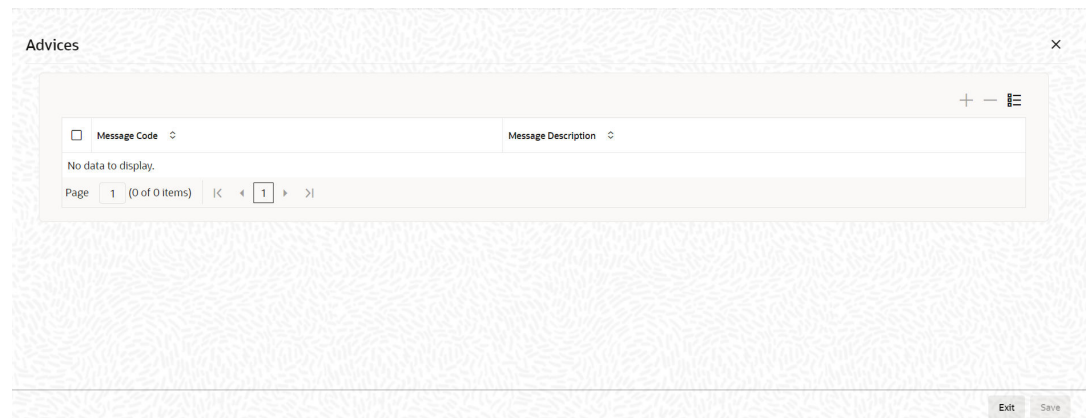 Advices
Message Code Message Description
No data to display.
Page 1 (0 of 0 items) 1
Exit Save